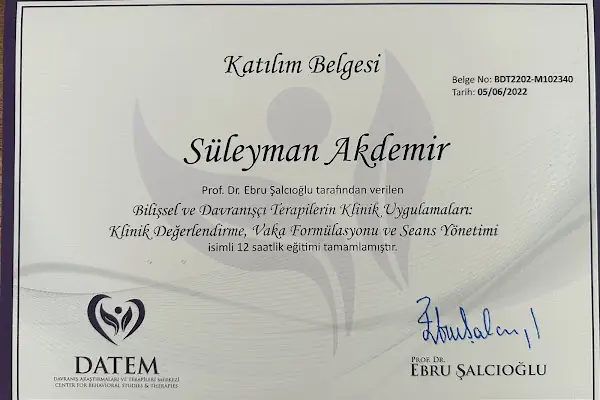 Katılım Belgesi
Belge No: BDT2202-M102340
Tarih: 05/06/2022
Süleyman Akdemir
Prof. Dr. Ebru Şalcıoğlu tarafından verilen
Bilişsel ve Davranışçı Terapilerin Klinik Uygulamaları:
Klinik Değerlendirme, Vaka Formülasyonu ve Seans Yönetimi
isimli 12 saatlik eğitimi tamamlamıştır.
DATEM
DAVRANIŞ ARAŞTIRMALARI VE TERAPİLERİ MERKEZİ
CENTER FOR BEHAVIORAL STUDIES & THERAPIES
PROF. DR.
EBRU ŞALCIOĞLU